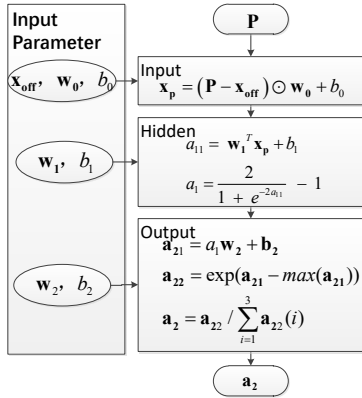 Input
Parameter
P
x_off, w_0, b_0
Input
x_p = (P − x_off) ⊙ w_0 + b_0
Hidden
a_11 = w_1^T x_p + b_1
w_1, b_1
a_1 = 2 / (1 + e^{−2a_11}) − 1
Output
a_21 = a_1 w_2 + b_2
a_22 = exp(a_21 − max(a_21))
w_2, b_2
a_2 = a_22 / ∑_{i=1}^{3} a_22(i)
a_2